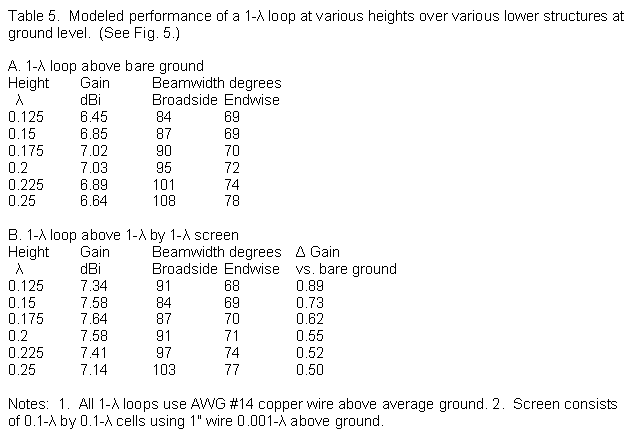 Table 5. Modeled performance of a 1-λ loop at various heights over various lower structures at
ground level. (See Fig. 5.)
A. 1-λ loop above bare ground
Height Gain Beamwidth degrees
λ dBi Broadside Endwise
0.125 6.45 84 69
0.15 6.85 87 69
0.175 7.02 90 70
0.2 7.03 95 72
0.225 6.89 101 74
0.25 6.64 108 78
B. 1-λ loop above 1-λ by 1-λ screen
Height Gain Beamwidth degrees Δ Gain
λ dBi Broadside Endwise vs. bare ground
0.125 7.34 91 68 0.89
0.15 7.58 84 69 0.73
0.175 7.64 87 70 0.62
0.2 7.58 91 71 0.55
0.225 7.41 97 74 0.52
0.25 7.14 103 77 0.50
Notes: 1. All 1-λ loops use AWG #14 copper wire above average ground. 2. Screen consists
of 0.1-λ by 0.1-λ cells using 1" wire 0.001-λ above ground.